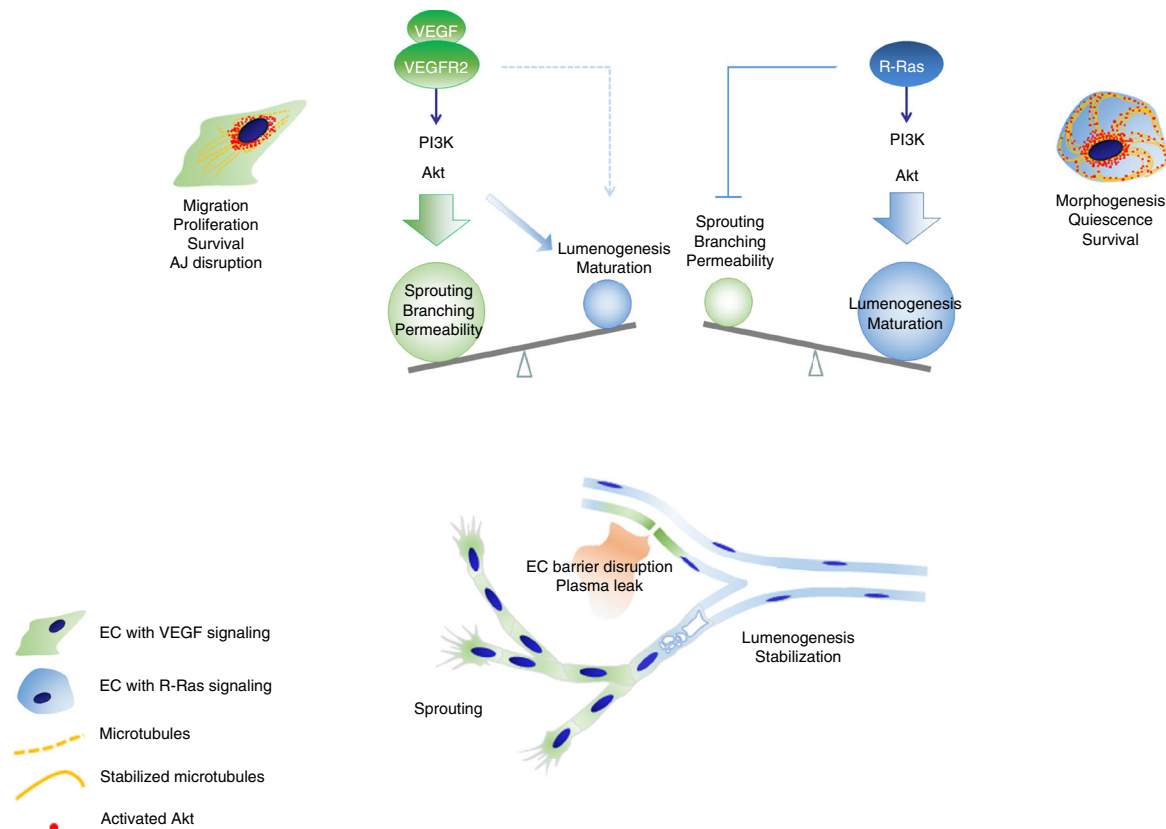 VEGF
VEGFR2
R-Ras
PI3K
Akt
PI3K
Akt
Migration
Proliferation
Survival
AJ disruption
Morphogenesis
Quiescence
Survival
Lumenogenesis
Maturation
Sprouting
Branching
Permeability
Sprouting
Branching
Permeability
Lumenogenesis
Maturation
EC barrier disruption
Plasma leak
Lumenogenesis
Stabilization
Sprouting
EC with VEGF signaling
EC with R-Ras signaling
Microtubules
Stabilized microtubules
Activated Akt